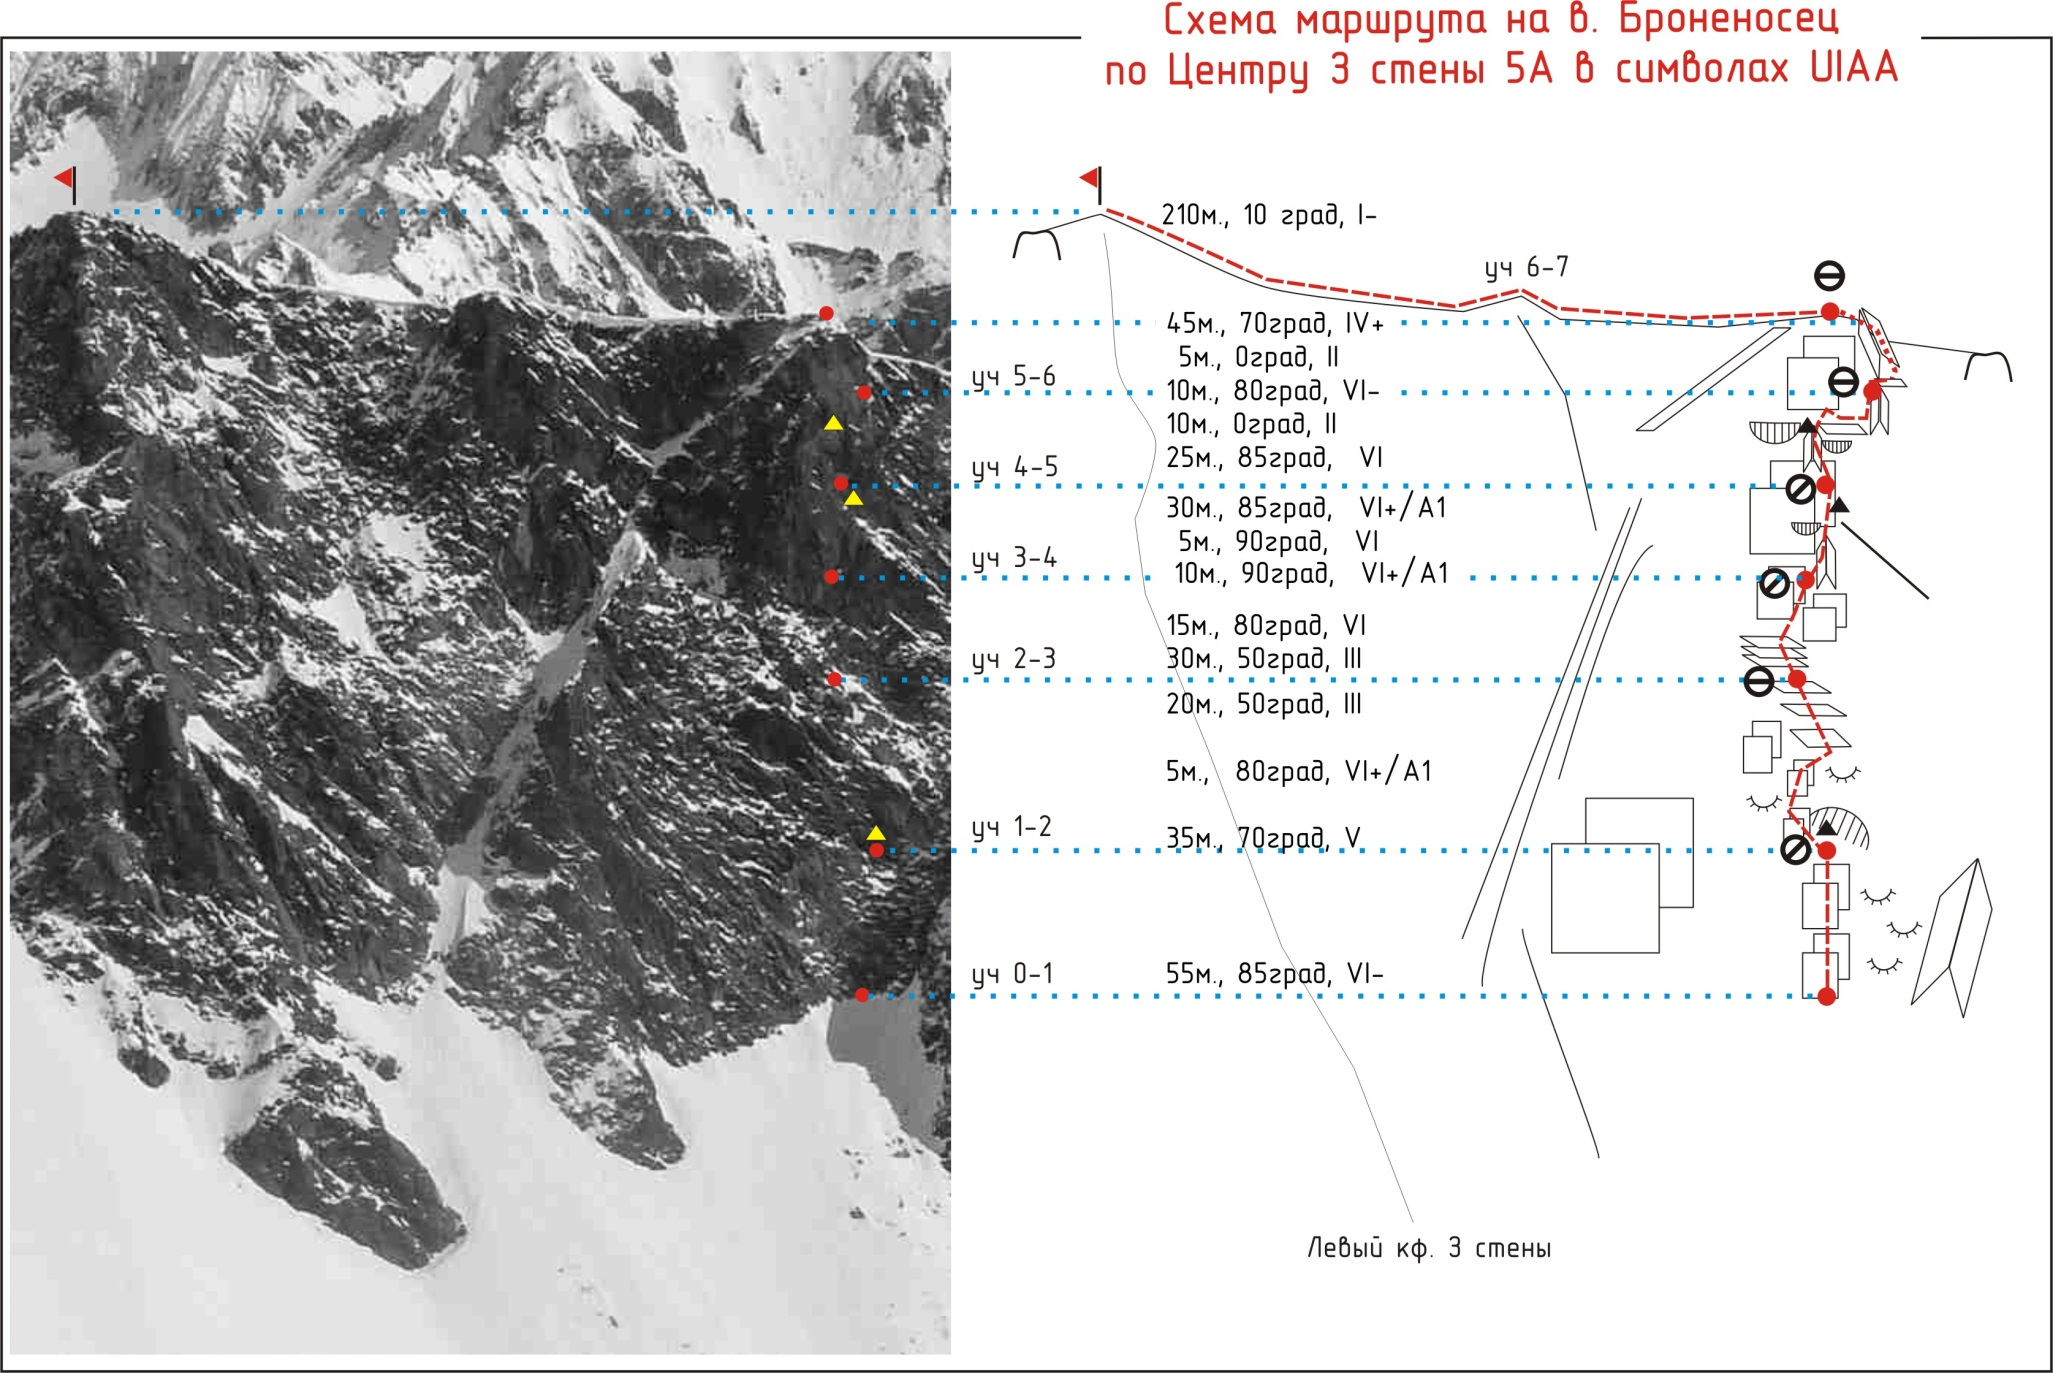 Схема маршрута на в. Броненосец
по Центру 3 стены 5А в символах UIAA
210м., 10 град, I-
уч 6-7
45м., 70град, IV+
5м., 0град, II
уч 5-6
10м., 80град, VI-
10м., 0град, II
25м., 85град, VI
уч 4-5
30м., 85град, VI+/A1
5м., 90град, VI
уч 3-4
10м., 90град, VI+/A1
15м., 80град, VI
уч 2-3
30м., 50град, III
20м., 50град, III
5м., 80град, VI+/A1
уч 1-2
35м., 70град, V
уч 0-1
55м., 85град, VI-
Левый кф. 3 стены